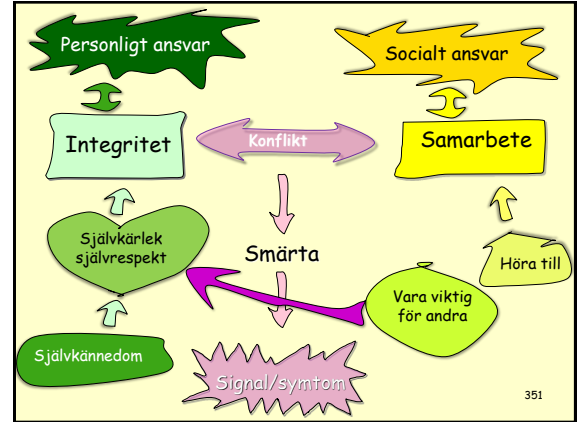 Personligt ansvar
Socialt ansvar
Integritet
Konflikt
Samarbete
Självkärlek
självrespekt
Smärta
Höra till
Vara viktig
för andra
Självkännedom
Signal/symtom
351